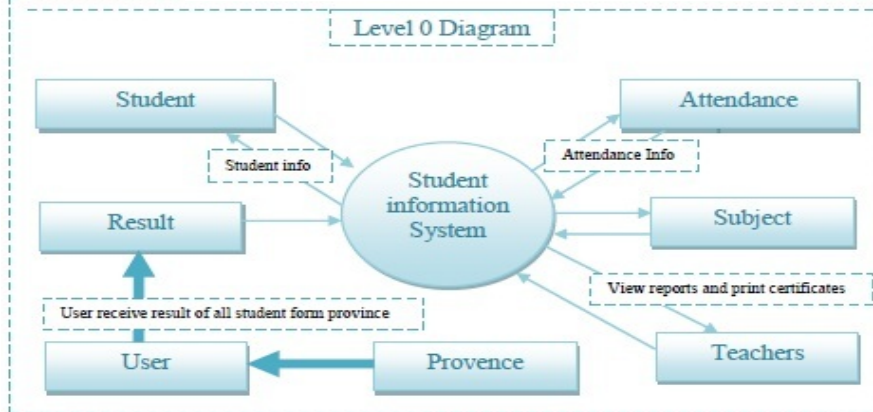 Level 0 Diagram
Student
Attendance
Student info
Attendance Info
Student
information
System
Result
Subject
View reports and print certificates
User receive result of all student form province
User
Provence
Teachers